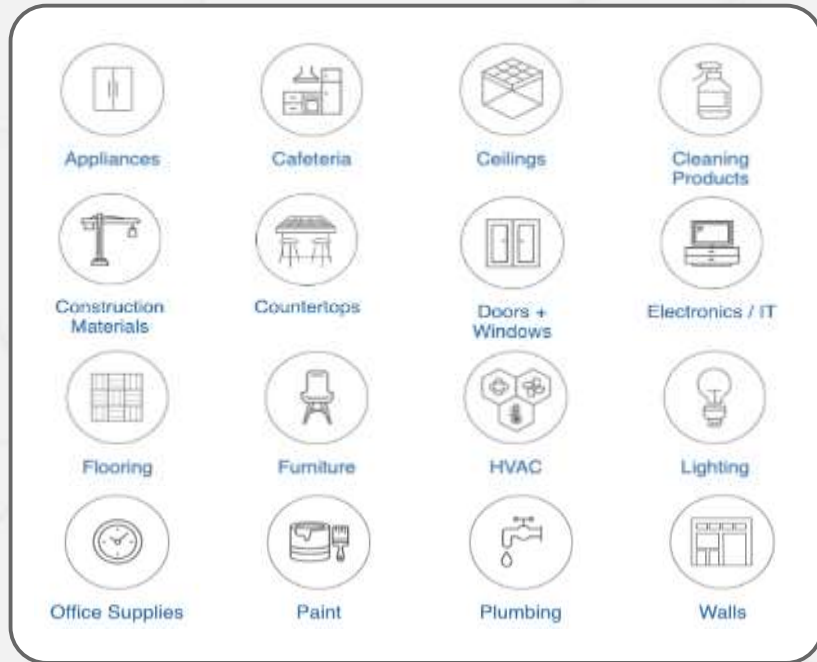 Appliances
Cafeteria
Ceilings
Cleaning
Products
Construction
Materials
Countertops
Doors +
Windows
Electronics / IT
Flooring
Furniture
HVAC
Lighting
Office Supplies
Paint
Plumbing
Walls